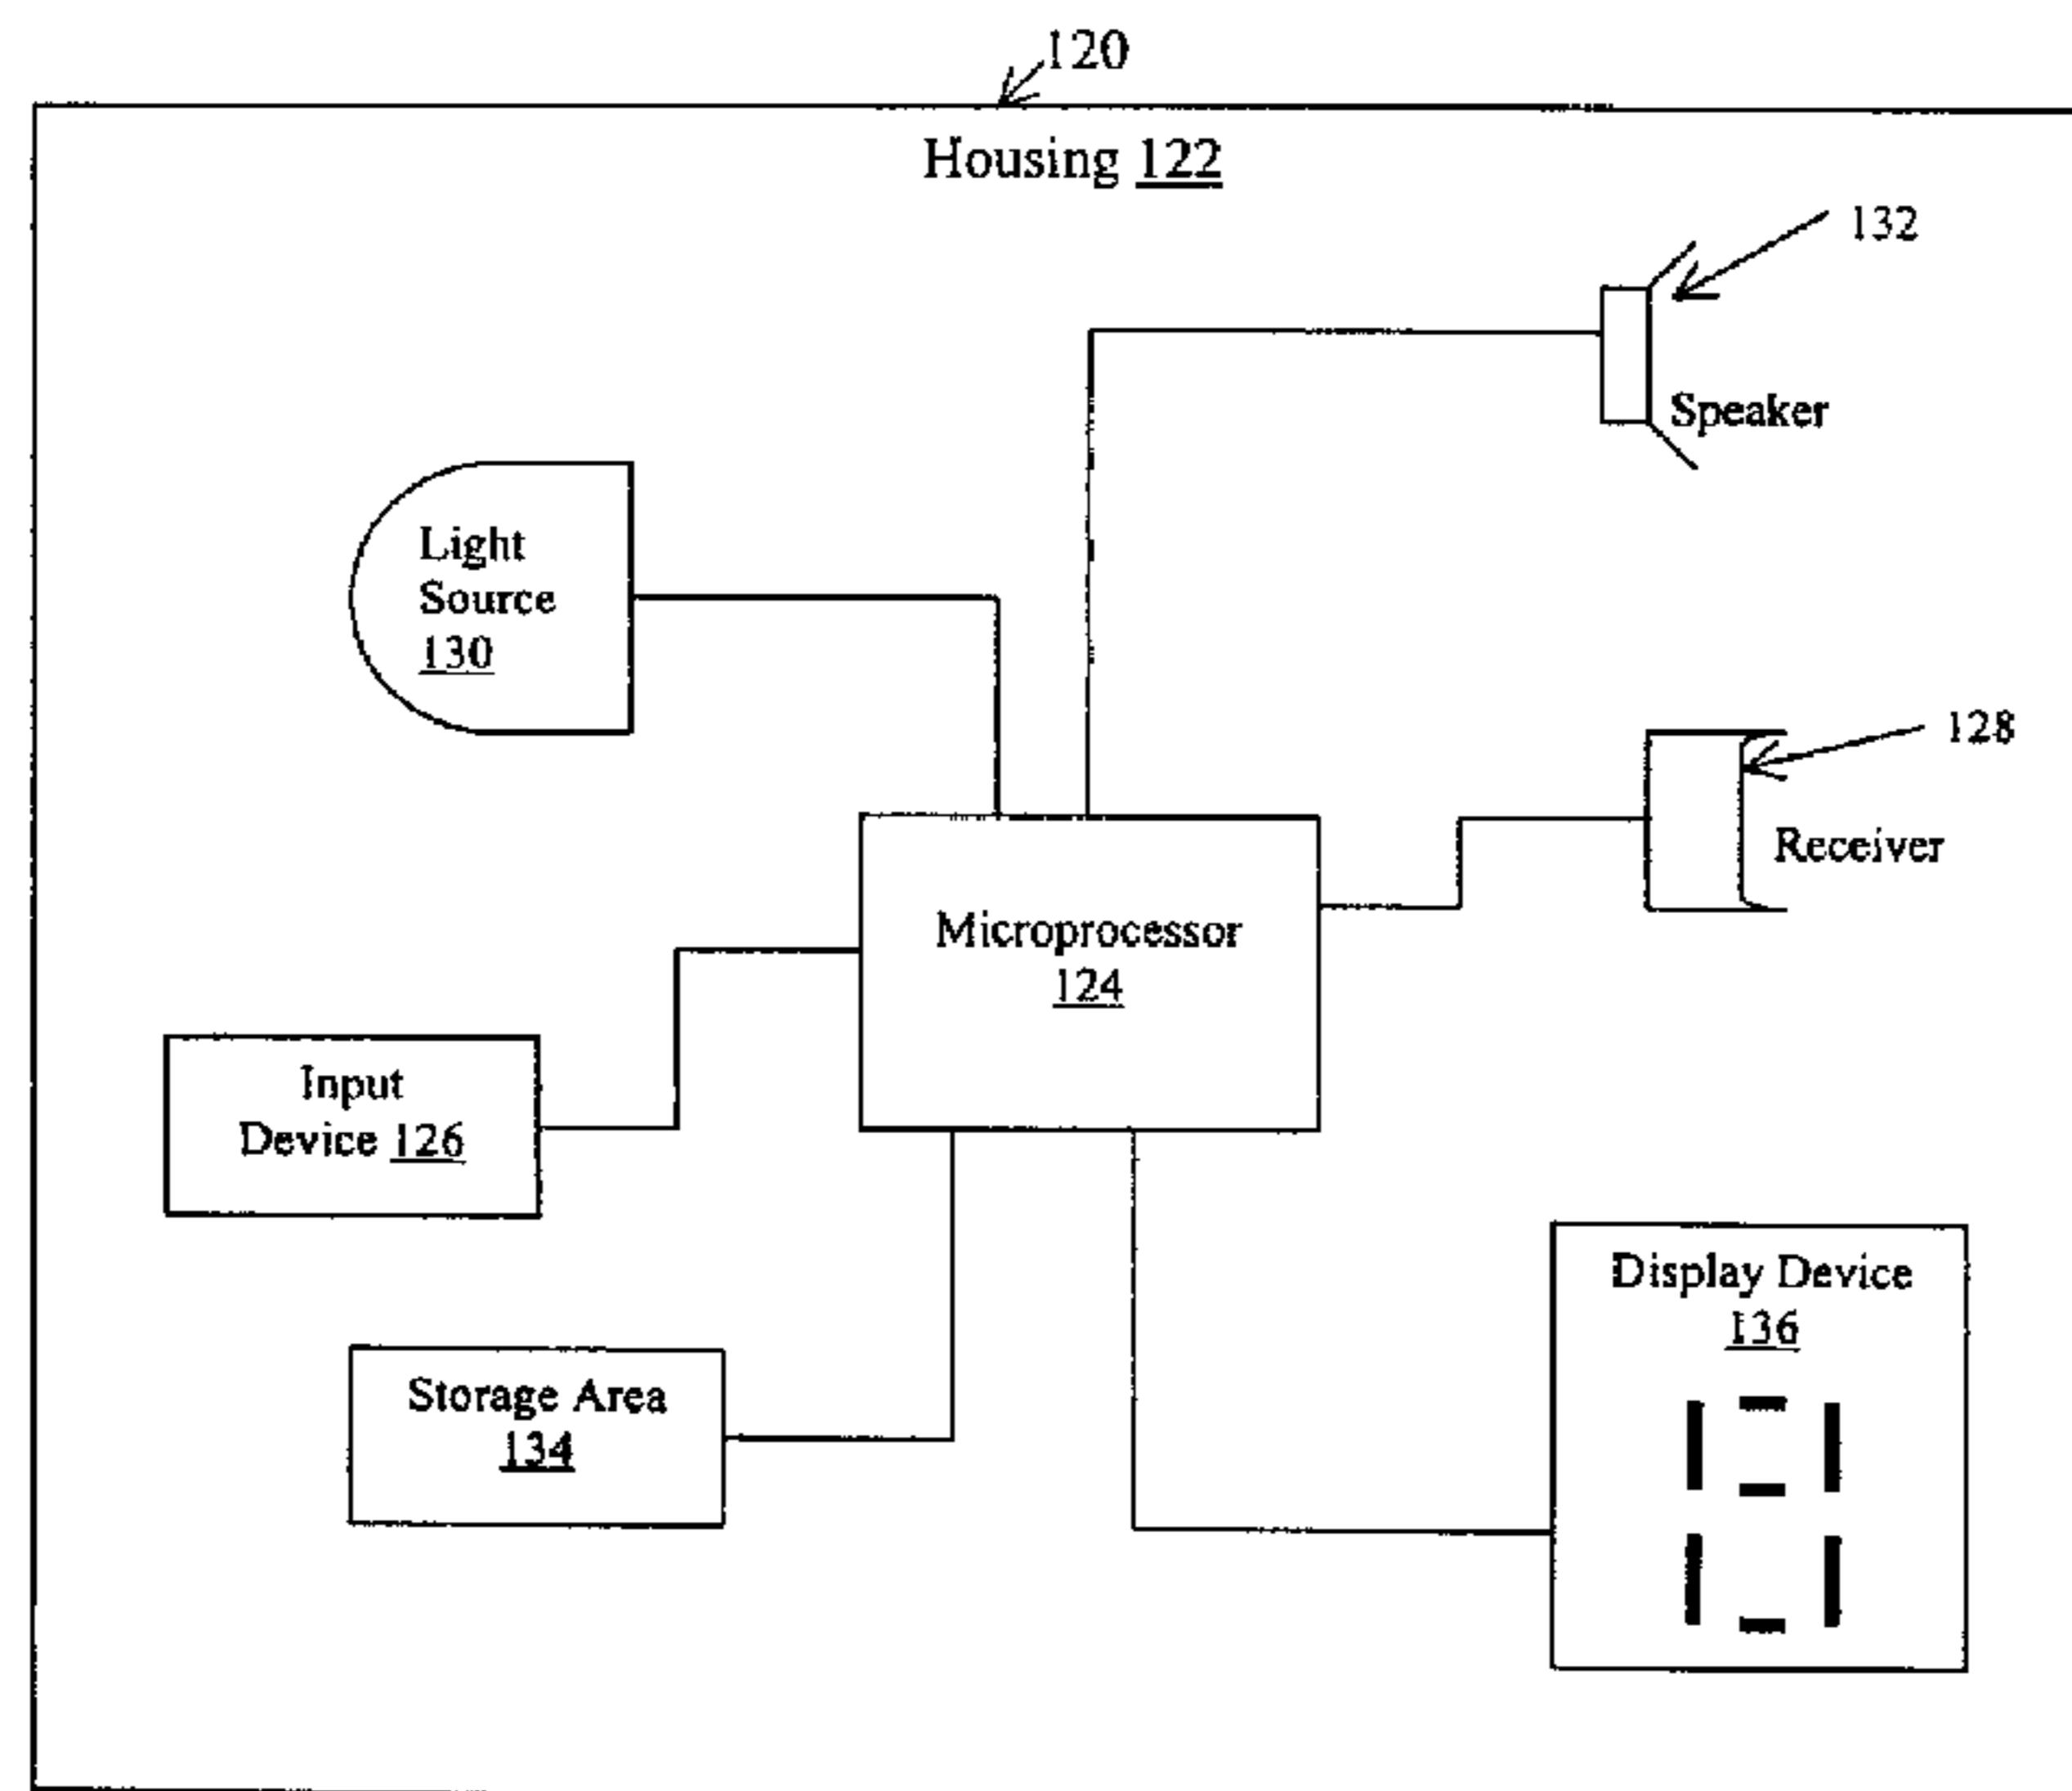 120
Housing 122
132
Speaker
Light
Source
130
128
Receiver
Microprocessor
124
Input
Device 126
Display Device
136
Storage Area
134